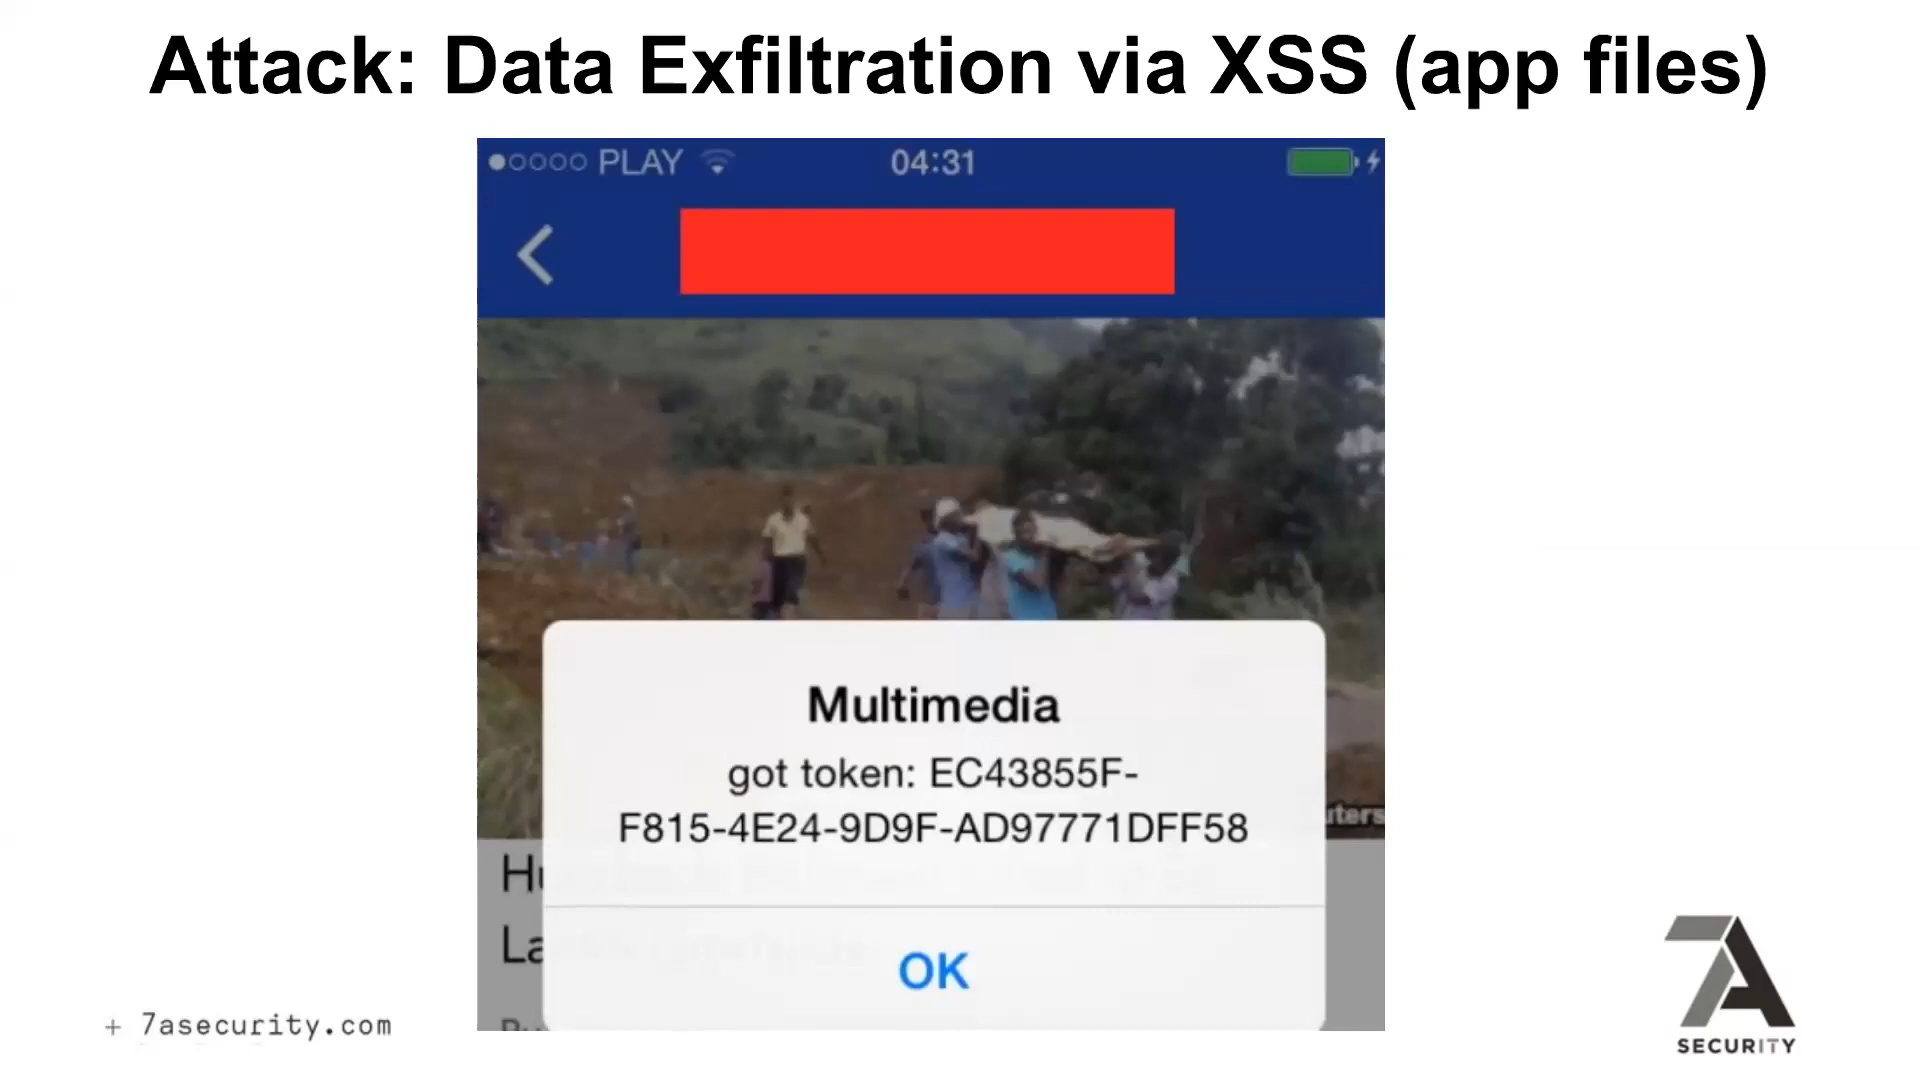 Attack: Data Exfiltration via XSS (app files)
PLAY 04:31
Multimedia
got token: EC43855F-
F815-4E24-9D9F-AD97771DFF58
OK
+ 7asecurity.com
7A
SECURITY